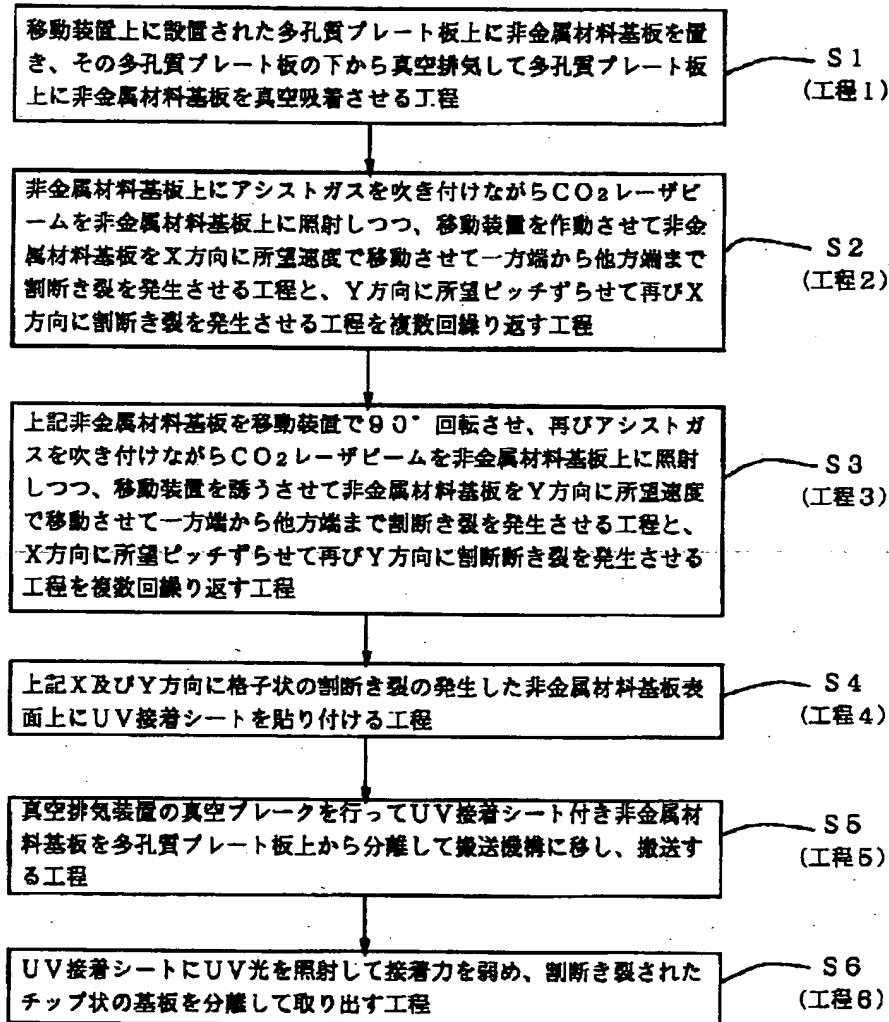 移動装置上に設置された多孔質プレート板上に非金属材料基板を置
き、その多孔質プレート板の下から真空排気して多孔質プレート板
上に非金属材料基板を真空吸着させる工程
S1
(工程1)
非金属材料基板上にアシストガスを吹き付けながらCO₂レーザビ
ームを非金属材料基板上に照射しつつ、移動装置を作動させて非金
属材料基板をX方向に所望速度で移動させて一方端から他方端まで
割断き裂を発生させる工程と、Y方向に所望ピッチずらせて再びX
方向に割断き裂を発生させる工程を複数回繰り返す工程
S2
(工程2)
上記非金属材料基板を移動装置で90°回転させ、再びアシストガ
スを吹き付けながらCO₂レーザビームを非金属材料基板上に照射
しつつ、移動装置を誘うさせて非金属材料基板をY方向に所望速度
で移動させて一方端から他方端まで割断き裂を発生させる工程と、
X方向に所望ピッチずらせて再びY方向に割断断き裂を発生させる
工程を複数回繰り返す工程
S3
(工程3)
上記X及びY方向に格子状の割断き裂の発生した非金属材料基板表
面上にUV接着シートを貼り付ける工程
S4
(工程4)
真空排気装置の真空ブレークを行ってUV接着シート付き非金属材
料基板を多孔質プレート板上から分離して搬送機構に移し、搬送す
る工程
S5
(工程5)
UV接着シートにUV光を照射して接着力を弱め、割断き裂された
チップ状の基板を分離して取り出す工程
S6
(工程6)